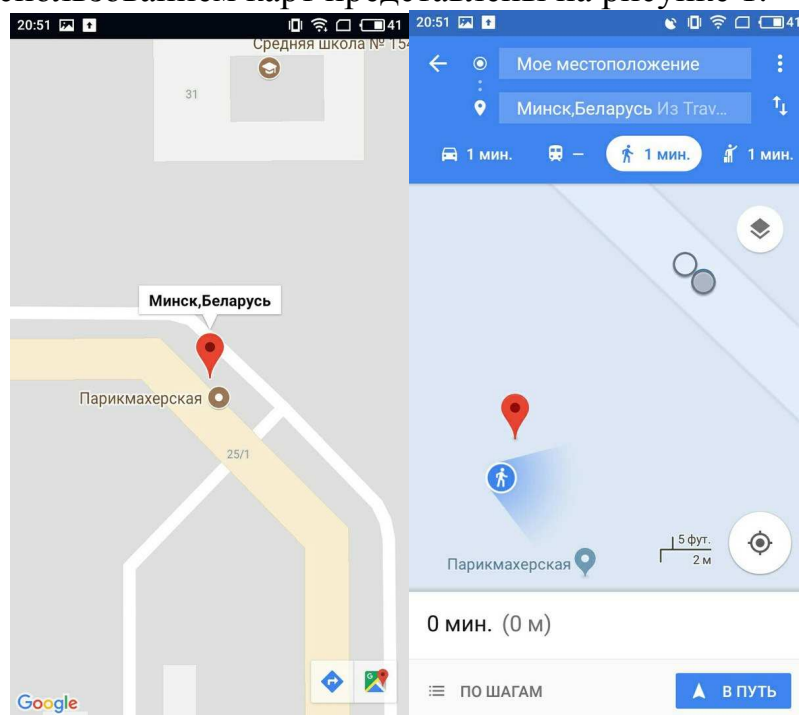 использованием карт представлены на рисунке 1.
20:51
41
Средняя школа № 154
31
Минск,Беларусь
Парикмахерская
25/1
Google
20:51
41
Мое местоположение
Минск,Беларусь Из Trav...
1 мин.
–
1 мин.
1 мин.
5 фут.
2 м
Парикмахерская
0 мин. (0 м)
ПО ШАГАМ
В ПУТЬ